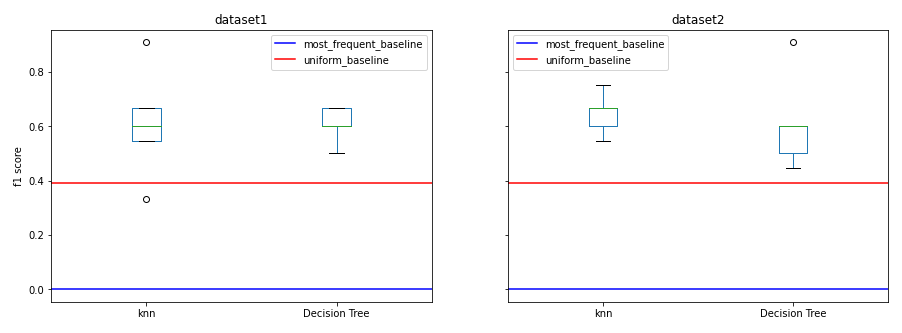 dataset1
most_frequent_baseline
uniform_baseline
f1 score
0.8
0.6
0.4
0.2
0.0
knn
Decision Tree
dataset2
most_frequent_baseline
uniform_baseline
knn
Decision Tree